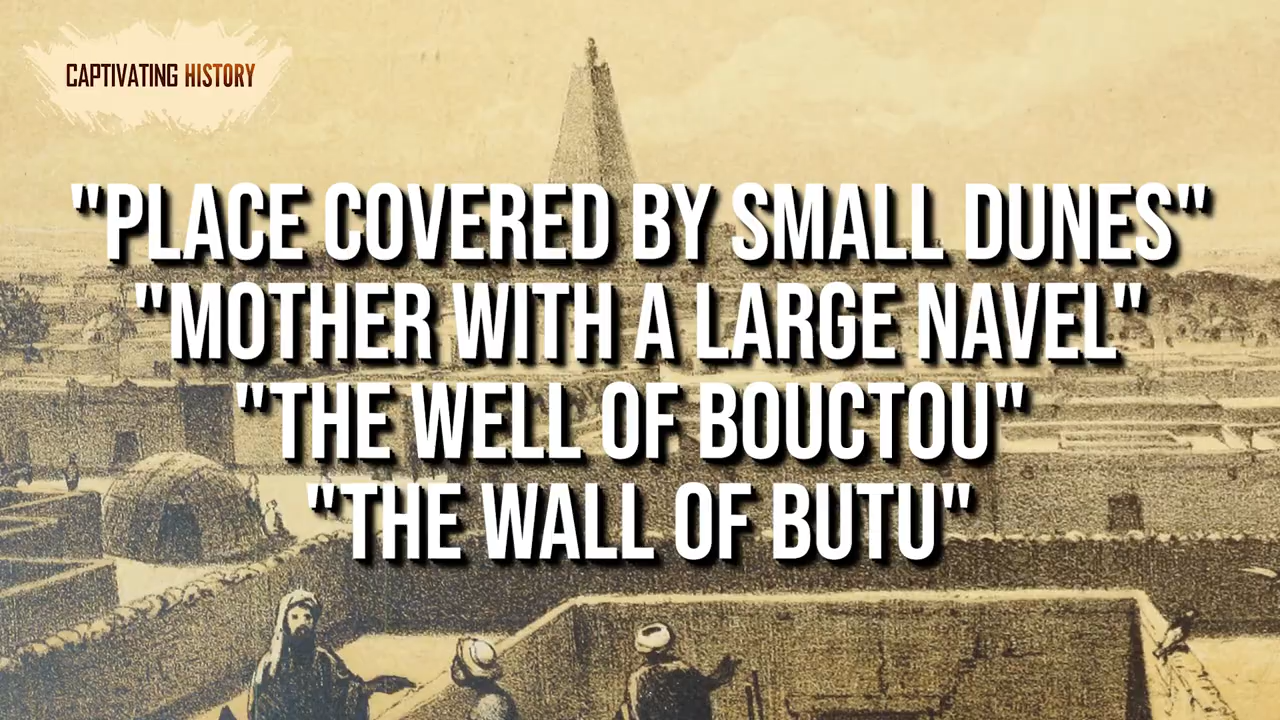 CAPTIVATING HISTORY
"PLACE COVERED BY SMALL DUNES"
"MOTHER WITH A LARGE NAVEL"
"THE WELL OF BOUCTOU"
"THE WALL OF BUTU"